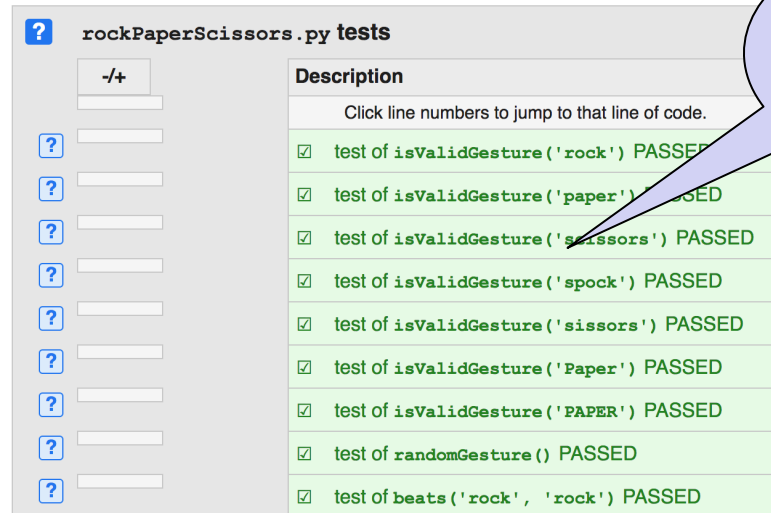 ? rockPaperScissors.py tests
-/+ Description
Click line numbers to jump to that line of code.
? ☑ test of isValidGesture('rock') PASSED
? ☑ test of isValidGesture('paper') PASSED
? ☑ test of isValidGesture('scissors') PASSED
? ☑ test of isValidGesture('spock') PASSED
? ☑ test of isValidGesture('sissors') PASSED
? ☑ test of isValidGesture('Paper') PASSED
? ☑ test of isValidGesture('PAPER') PASSED
? ☑ test of randomGesture() PASSED
? ☑ test of beats('rock', 'rock') PASSED